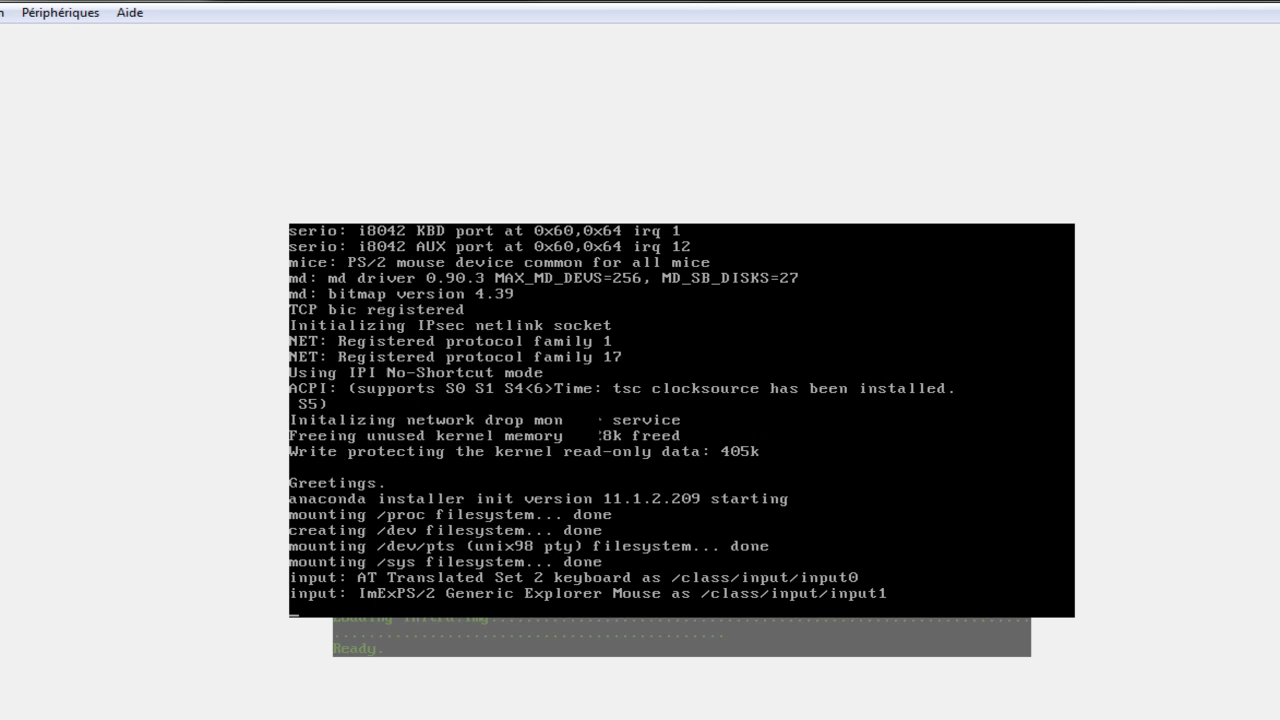 n Périphériques Aide
serio: i8042 KBD port at 0x60,0x64 irq 1
serio: i8042 AUX port at 0x60,0x64 irq 12
mice: PS/2 mouse device common for all mice
md: md driver 0.90.3 MAX_MD_DEVS=256, MD_SB_DISKS=27
md: bitmap version 4.39
TCP bic registered
Initializing IPsec netlink socket
NET: Registered protocol family 1
NET: Registered protocol family 17
Using IPI No-Shortcut mode
ACPI: (supports S0 S1 S4<6>Time: tsc clocksource has been installed.
S5)
Initalizing network drop mon service
Freeing unused kernel memory 8k freed
Write protecting the kernel read-only data: 405k
Greetings.
anaconda installer init version 11.1.2.209 starting
mounting /proc filesystem... done
creating /dev filesystem... done
mounting /dev/pts (unix98 pty) filesystem... done
mounting /sys filesystem... done
input: AT Translated Set 2 keyboard as /class/input/input0
input: ImExPS/2 Generic Explorer Mouse as /class/input/input1
Ready.